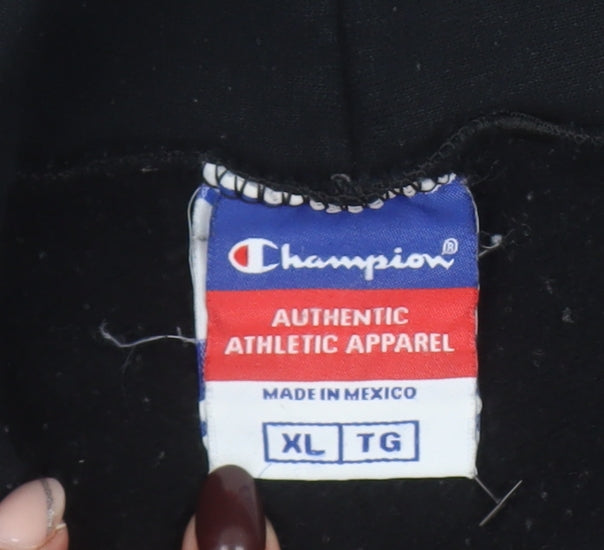 Champion®
AUTHENTIC
ATHLETIC APPAREL
MADE IN MEXICO
XL TG